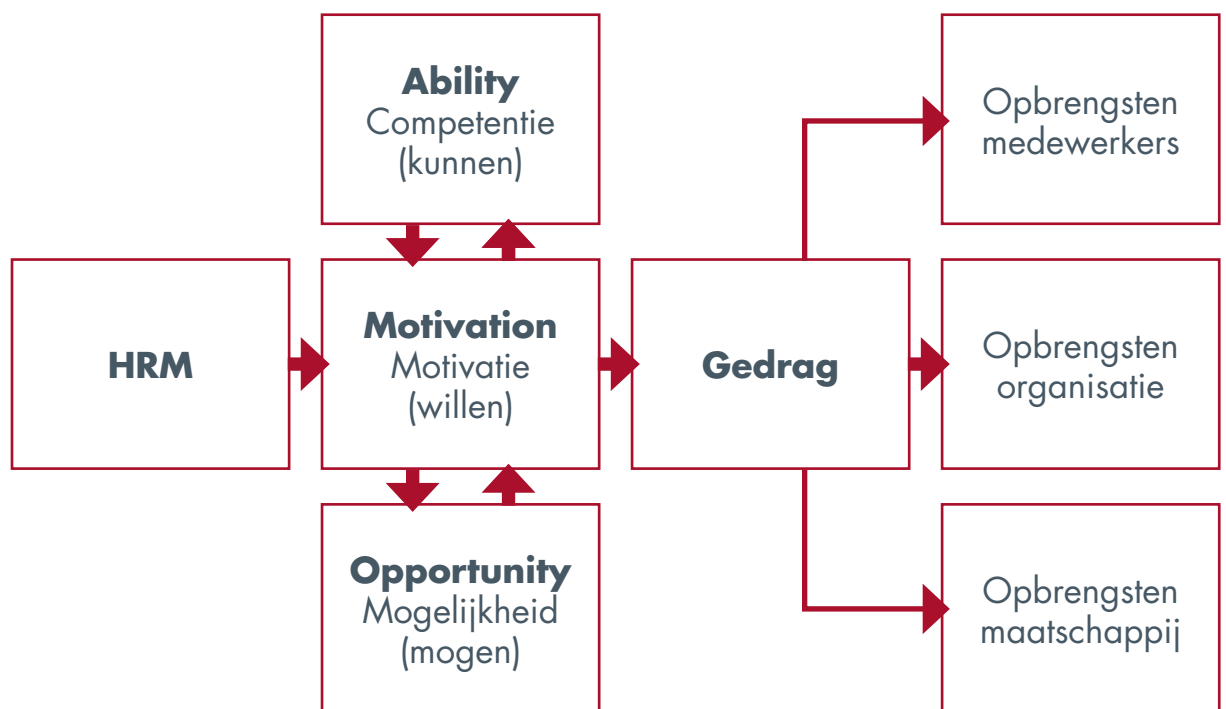 Ability
Competentie
(kunnen)
Opbrengsten
medewerkers
HRM
Motivation
Motivatie
(willen)
Gedrag
Opbrengsten
organisatie
Opportunity
Mogelijkheid
(mogen)
Opbrengsten
maatschappij